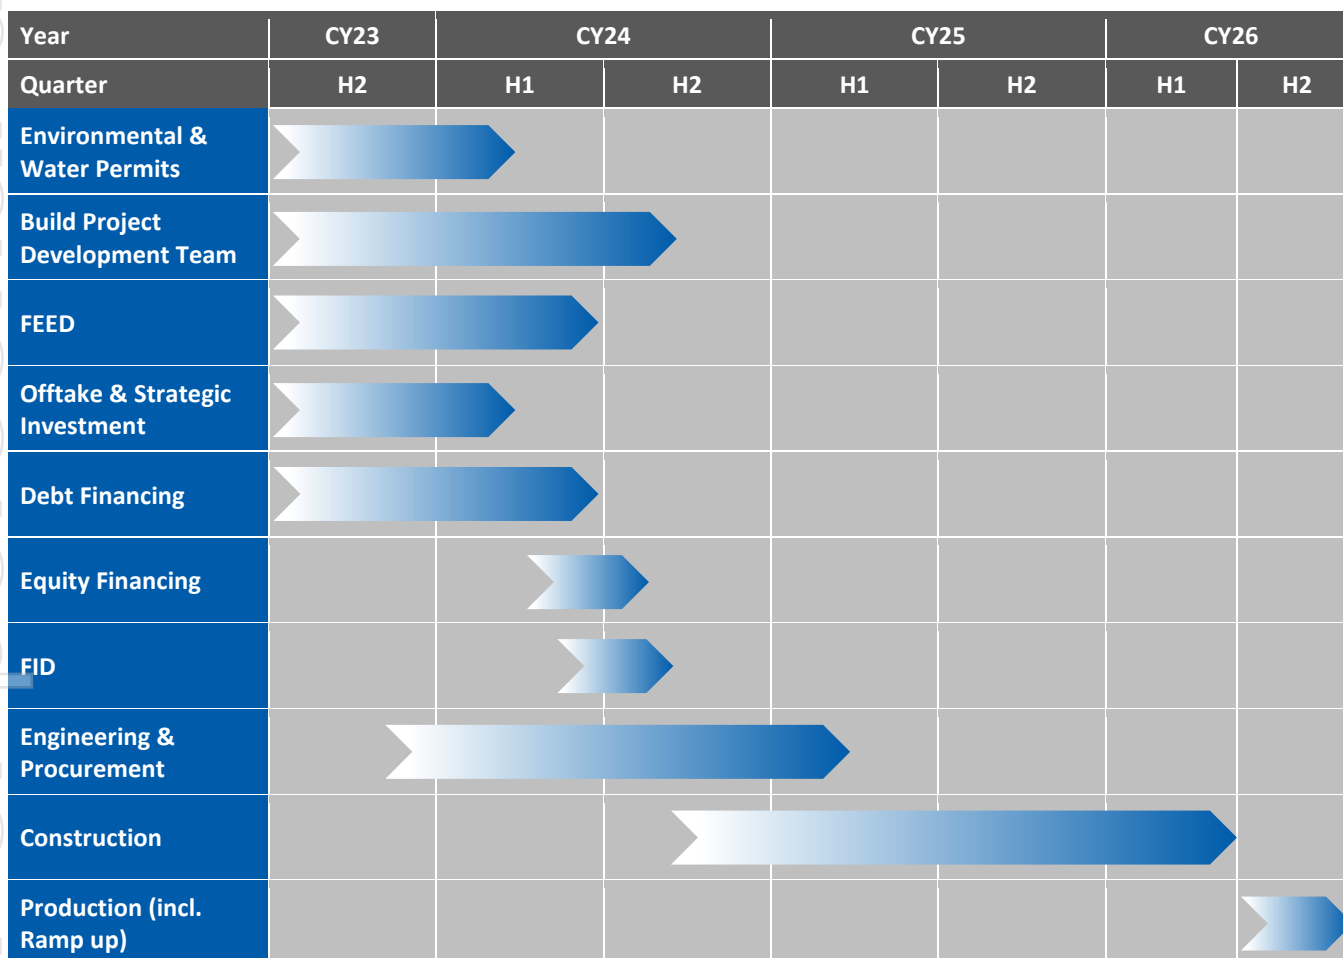 Year CY23 CY24 CY25 CY26
Quarter H2 H1 H2 H1 H2 H1 H2
Environmental &
Water Permits
Build Project
Development Team
FEED
Offtake & Strategic
Investment
Debt Financing
Equity Financing
FID
Engineering &
Procurement
Construction
Production (incl.
Ramp up)